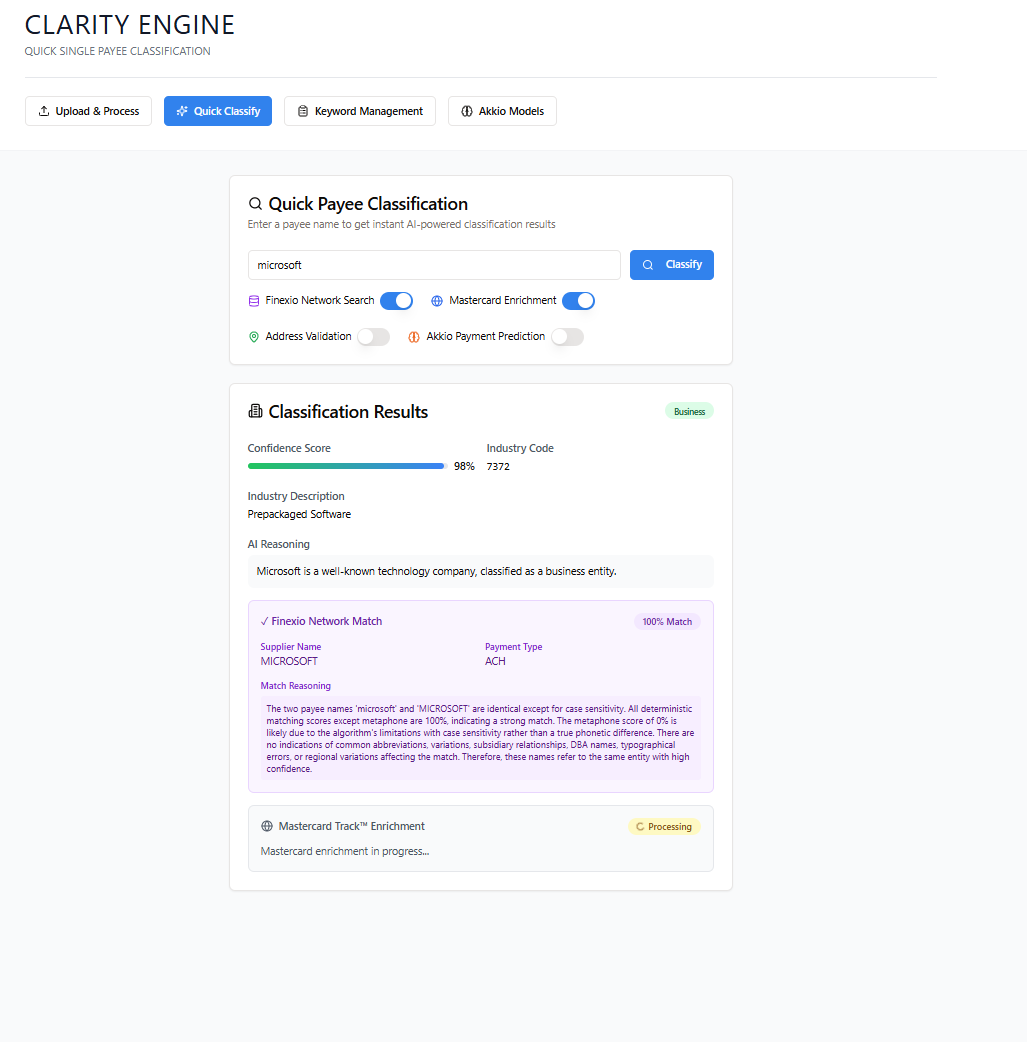 CLARITY ENGINE
QUICK SINGLE PAYEE CLASSIFICATION
Upload & Process
Quick Classify
Keyword Management
Akkio Models
Quick Payee Classification
Enter a payee name to get instant AI-powered classification results
microsoft
Classify
Finexio Network Search
Mastercard Enrichment
Address Validation
Akkio Payment Prediction
Classification Results
Business
Confidence Score
98%
Industry Code
7372
Industry Description
Prepackaged Software
AI Reasoning
Microsoft is a well-known technology company, classified as a business entity.
✓ Finexio Network Match
100% Match
Supplier Name
MICROSOFT
Payment Type
ACH
Match Reasoning
The two payee names 'microsoft' and 'MICROSOFT' are identical except for case sensitivity. All deterministic
matching scores except metaphone are 100%, indicating a strong match. The metaphone score of 0% is
likely due to the algorithm's limitations with case sensitivity rather than a true phonetic difference. There are
no indications of common abbreviations, variations, subsidiary relationships, DBA names, typographical
errors, or regional variations affecting the match. Therefore, these names refer to the same entity with high
confidence.
Mastercard Track™ Enrichment
Processing
Mastercard enrichment in progress...